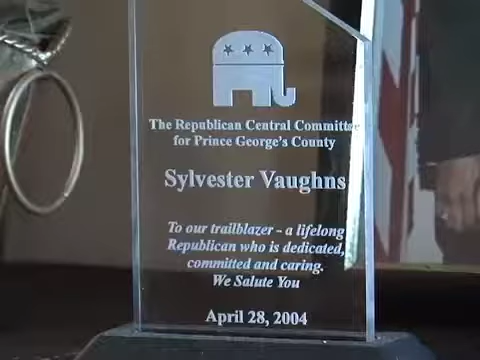 The Republican Central Committee
for Prince George's County
Sylvester Vaughns
To our trailblazer - a lifelong
Republican who is dedicated,
committed and caring.
We Salute You
April 28, 2004